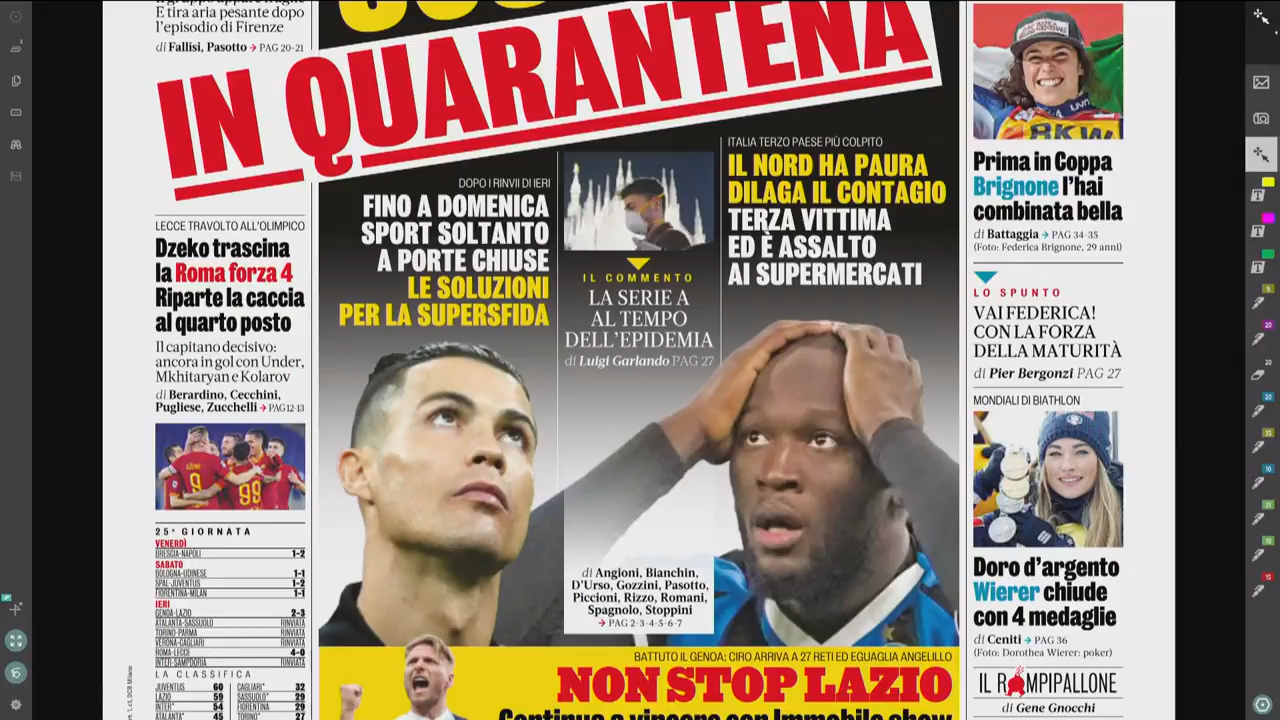 E tira aria pesante dopo
l'episodio di Firenze
di Fallisi, Pasotto → PAG 20-21
IN QUARANTENA
LECCE TRAVOLTO ALL'OLIMPICO
Dzeko trascina
la Roma forza 4
Riparte la caccia
al quarto posto
Il capitano decisivo:
ancora in gol con Under,
Mkhitaryan e Kolarov
di Berardino, Cecchini,
Pugliese, Zucchelli → PAG 12-13
9
99
25ª GIORNATA
VENERDÌ
BRESCIA-NAPOLI 1-2
SABATO
BOLOGNA-UDINESE 1-1
SPAL-JUVENTUS 1-2
FIORENTINA-MILAN 1-1
IERI
GENOA-LAZIO 2-3
ATALANTA-SASSUOLO RINVIATA
TORINO-PARMA RINVIATA
VERONA-CAGLIARI RINVIATA
ROMA-LECCE 4-0
INTER-SAMPDORIA RINVIATA
LA CLASSIFICA
JUVENTUS 60 CAGLIARI* 32
LAZIO 59 SASSUOLO* 29
INTER* 54 FIORENTINA 29
ATALANTA* 45 TORINO* 27
DOPO I RINVII DI IERI
FINO A DOMENICA
SPORT SOLTANTO
A PORTE CHIUSE
LE SOLUZIONI
PER LA SUPERSFIDA
IL COMMENTO
LA SERIE A
AL TEMPO
DELL'EPIDEMIA
di Luigi Garlando PAG 27
ITALIA TERZO PAESE PIÙ COLPITO
IL NORD HA PAURA
DILAGA IL CONTAGIO
TERZA VITTIMA
ED È ASSALTO
AI SUPERMERCATI
di Angioni, Bianchin,
D'Urso, Gozzini, Pasotto,
Piccioni, Rizzo, Romani,
Spagnolo, Stoppini
→ PAG 2-3-4-5-6-7
BATTUTO IL GENOA: CIRO ARRIVA A 27 RETI ED EGUAGLIA ANGELILLO
NON STOP LAZIO
Continua a vincere con Immobile show
RKW
Prima in Coppa
Brignone l'hai
combinata bella
di Battaggia → PAG 34-35
(Foto: Federica Brignone, 29 anni)
LO SPUNTO
VAI FEDERICA!
CON LA FORZA
DELLA MATURITÀ
di Pier Bergonzi PAG 27
MONDIALI DI BIATHLON
Doro d'argento
Wierer chiude
con 4 medaglie
di Ceniti → PAG 36
(Foto: Dorothea Wierer: poker)
IL ROMPIPALLONE
di Gene Gnocchi